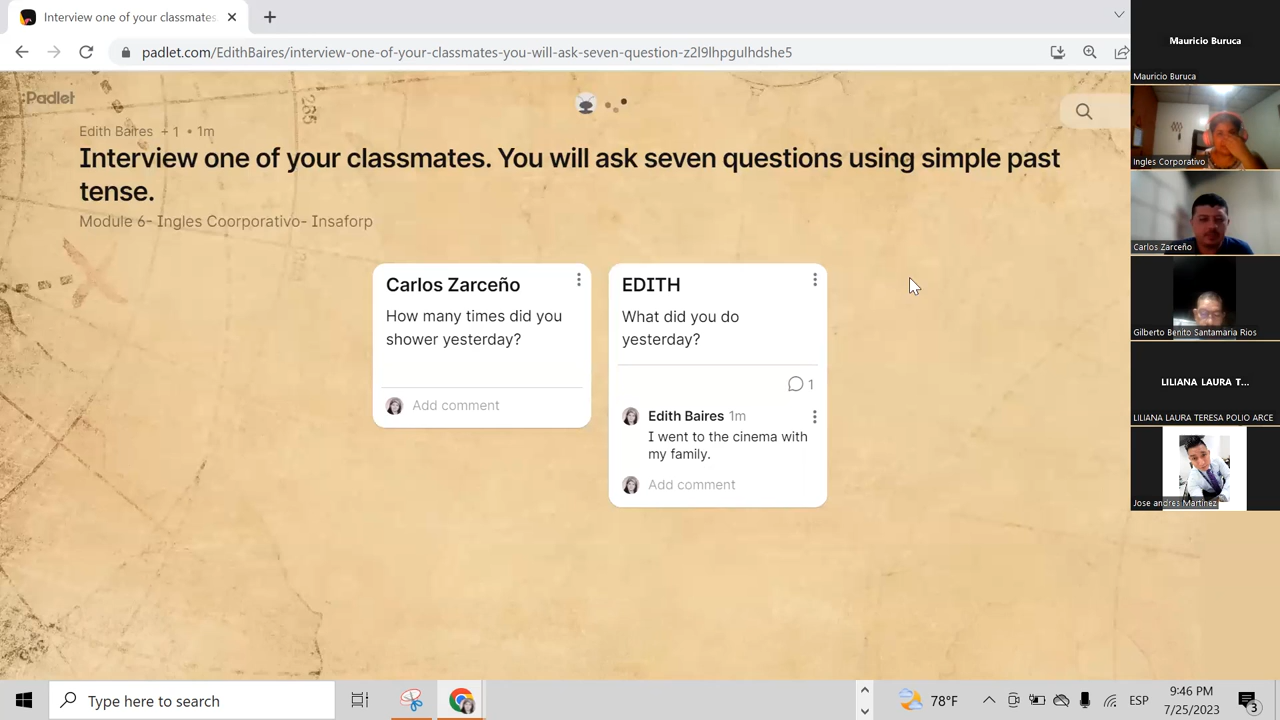 Interview one of your classmates.
padlet.com/EdithBaires/interview-one-of-your-classmates-you-will-ask-seven-question-z2l9lhpgulhdshe5
:Padlet
Edith Baires + 1 • 1m
Interview one of your classmates. You will ask seven questions using simple past
tense.
Module 6- Ingles Coorporativo- Insaforp
Carlos Zarceño
How many times did you
shower yesterday?
Add comment
EDITH
What did you do
yesterday?
1
Edith Baires 1m
I went to the cinema with
my family.
Add comment
Mauricio Buruca
Mauricio Buruca
Ingles Corporativo
Carlos Zarceño
Gilberto Benito Santamaria Rios
LILIANA LAURA T...
LILIANA LAURA TERESA POLIO ARCE
Jose andres Martinez
Type here to search
78°F
ESP
9:46 PM
7/25/2023
3